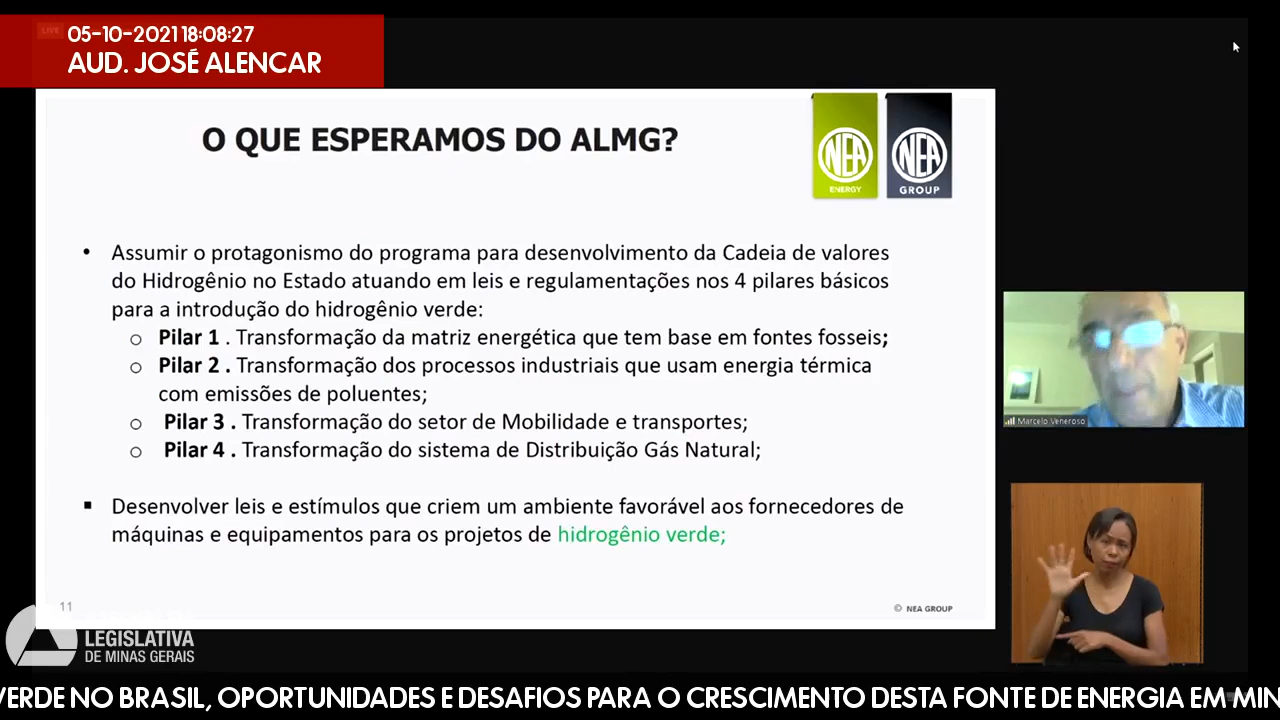 LIVE
05-10-2021 18:08:27
AUD. JOSÉ ALENCAR
O QUE ESPERAMOS DO ALMG?
NEA
ENERGY
NEA
GROUP
• Assumir o protagonismo do programa para desenvolvimento da Cadeia de valores
do Hidrogênio no Estado atuando em leis e regulamentações nos 4 pilares básicos
para a introdução do hidrogênio verde:
o Pilar 1 . Transformação da matriz energética que tem base em fontes fosseis;
o Pilar 2 . Transformação dos processos industriais que usam energia térmica
com emissões de poluentes;
o Pilar 3 . Transformação do setor de Mobilidade e transportes;
o Pilar 4 . Transformação do sistema de Distribuição Gás Natural;
▪ Desenvolver leis e estímulos que criem um ambiente favorável aos fornecedores de
máquinas e equipamentos para os projetos de hidrogênio verde;
11
© NEA GROUP
Marcelo Veneroso
LEGISLATIVA
DE MINAS GERAIS
VERDE NO BRASIL, OPORTUNIDADES E DESAFIOS PARA O CRESCIMENTO DESTA FONTE DE ENERGIA EM MIN